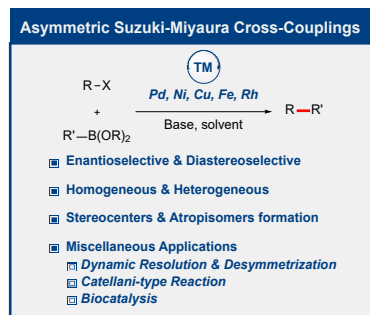 Asymmetric Suzuki-Miyaura Cross-Couplings
TM
R-X
Pd, Ni, Cu, Fe, Rh
+
R—R'
Base, solvent
R'—B(OR)₂
Enantioselective & Diastereoselective
Homogeneous & Heterogeneous
Stereocenters & Atropisomers formation
Miscellaneous Applications
Dynamic Resolution & Desymmetrization
Catellani-type Reaction
Biocatalysis